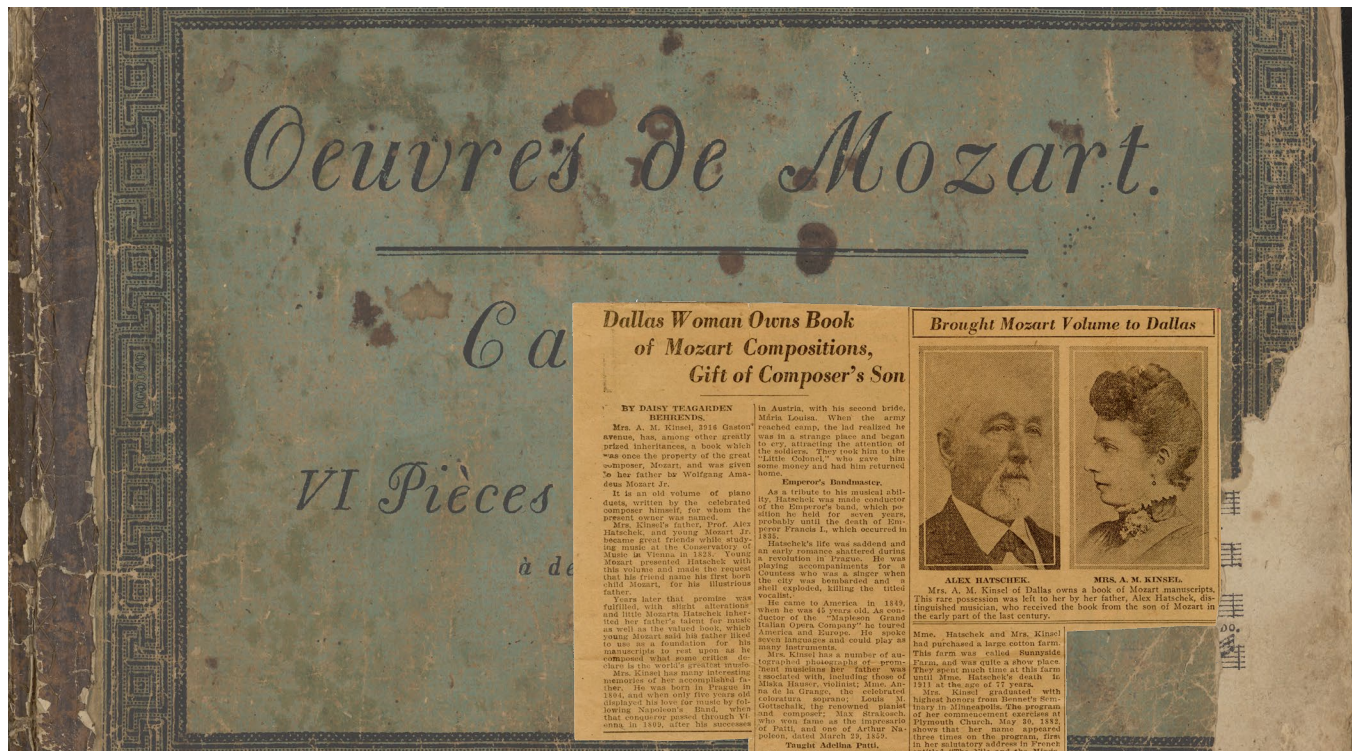 Oeuvres de Mozart.
Ca
VI Pièces
à dé
Dallas Woman Owns Book
of Mozart Compositions,
Gift of Composer's Son
BY DAISY TEAGARDEN
BEHRENDS.
Mrs. A. M. Kinsel, 3916 Gaston
avenue, has, among other greatly
prized inheritances, a book which
was once the property of the great
composer, Mozart, and was given
to her father by Wolfgang Ama-
deus Mozart Jr.
It is an old volume of piano
duets, written by the celebrated
composer himself, for whom the
present owner was named.
Mrs. Kinsel's father, Prof. Alex
Hatschek, and young Mozart Jr.
became great friends while study-
ing music at the Conservatory of
Music in Vienna in 1828. Young
Mozart presented Hatschek with
this volume and made the request
that his friend name his first born
child Mozart, for his illustrious
father.
Years later that promise was
fulfilled, with slight alterations
and little Mozartin Hatschek inher-
ited her father's talent for music
as well as the valued book, which
young Mozart said his father liked
to use as a foundation for his
manuscripts to rest upon as he
composed what some critics de-
clare is the world's greatest music.
Mrs. Kinsel has many interesting
memories of her accomplished fa-
ther. He was born in Prague in
1804, and when only five years old
displayed his love for music by fol-
lowing Napoleon's Band, when
that conqueror passed through Vi-
enna in 1809, after his successes
in Austria, with his second bride,
Maria Louisa. When the army
reached camp, the lad realized he
was in a strange place and began
to cry, attracting the attention of
the soldiers. They took him to the
"Little Colonel," who gave him
some money and had him returned
home.
Emperor's Bandmaster.
As a tribute to his musical abil-
ity, Hatschek was made conductor
of the Emperor's band, which po-
sition he held for seven years,
probably until the death of Em-
peror Francis I., which occurred in
1835.
Hatschek's life was saddend and
an early romance shattered during
a revolution in Prague. He was
playing accompaniments for a
Countess who was a singer when
the city was bombarded and a
shell exploded, killing the titled
vocalist.
He came to America in 1849,
when he was 45 years old. As con-
ductor of the "Mapleson Grand
Italian Opera Company" he toured
America and Europe. He spoke
seven languages and could play as
many instruments.
Mrs. Kinsel has a number of au-
tographed photographs of prom-
inent musicians her father was
associated with, including those of
Miska Hauser, violinist; Mme. An-
na de la Grange, the celebrated
coloratura soprano; Louis M.
Gottschalk, the renowned pianist
and composer; Max Strakosch,
who won fame as the impresario
of Patti, and one of Arthur Na-
poleon, dated March 29, 1859.
Taught Adelina Patti.
Brought Mozart Volume to Dallas
ALEX HATSCHEK.
MRS. A. M. KINSEL.
Mrs. A. M. Kinsel of Dallas owns a book of Mozart manuscripts.
This rare possession was left to her by her father, Alex Hatschek, dis-
tinguished musician, who received the book from the son of Mozart in
the early part of the last century.
Mme. Hatschek and Mrs. Kinsel
had purchased a large cotton farm.
This farm was called Sunnyside
Farm, and was quite a show place.
They spent much time at this farm
until Mme. Hatschek's death in
1911 at the age of 77 years.
Mrs. Kinsel graduated with
highest honors from Bennet's Sem-
inary in Minneapolis. The program
of her commencement exercises at
Plymouth Church, May 30, 1882,
shows that her name appeared
three times on the program, first
in her salutatory address in French